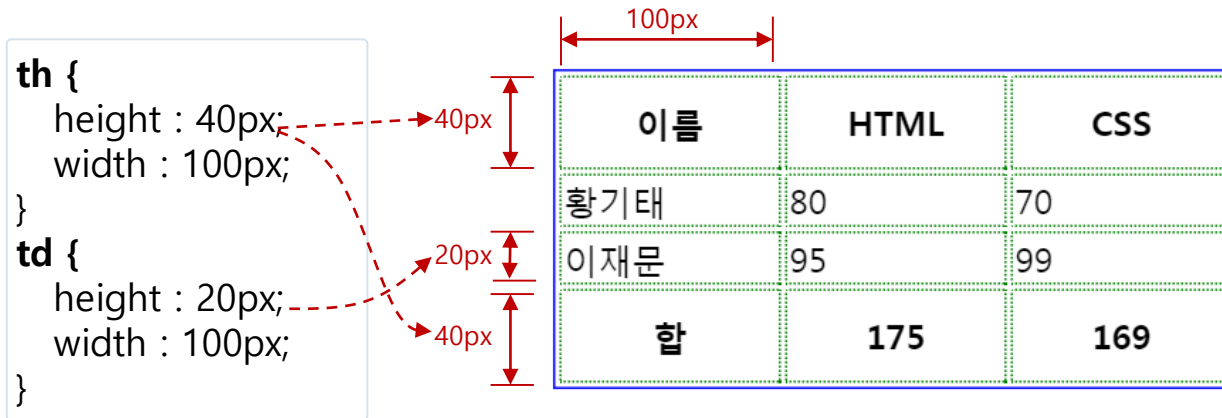 100px
th {
height : 40px;
width : 100px;
}
td {
height : 20px;
width : 100px;
}
40px
20px
40px
이름 HTML CSS
황기태 80 70
이재문 95 99
합 175 169